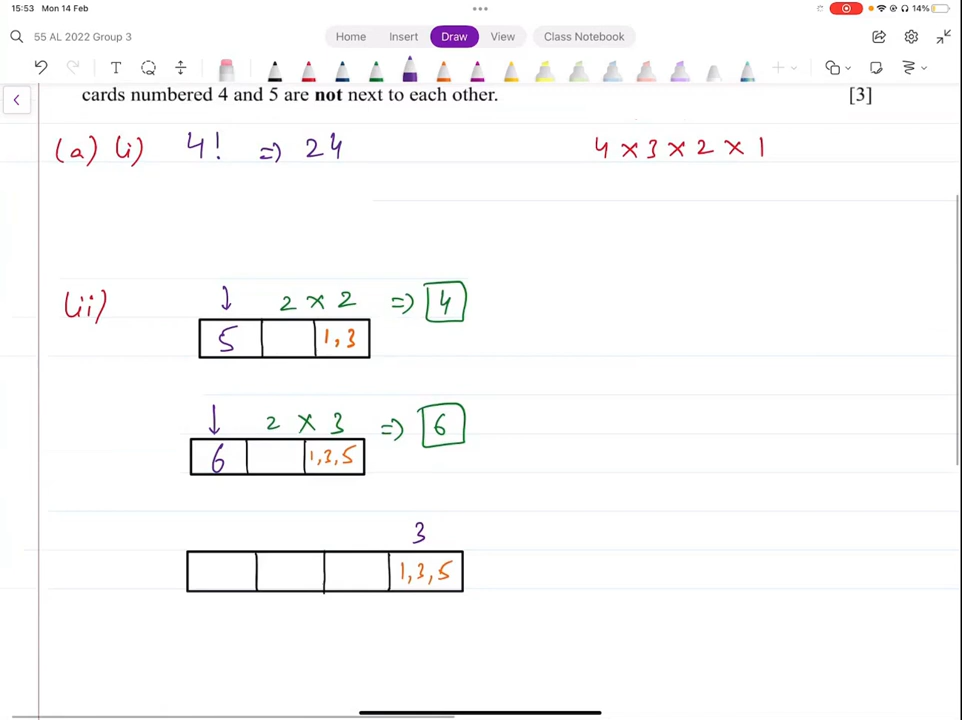 15:53 Mon 14 Feb
14%
55 AL 2022 Group 3
Home Insert Draw View Class Notebook
cards numbered 4 and 5 are not next to each other. [3]
(a) (i) 4! => 24 4 × 3 × 2 × 1
(ii) ↓ 2 × 2 => 4
5 1,3
↓ 2 × 3 => 6
6 1,3,5
3
1,3,5